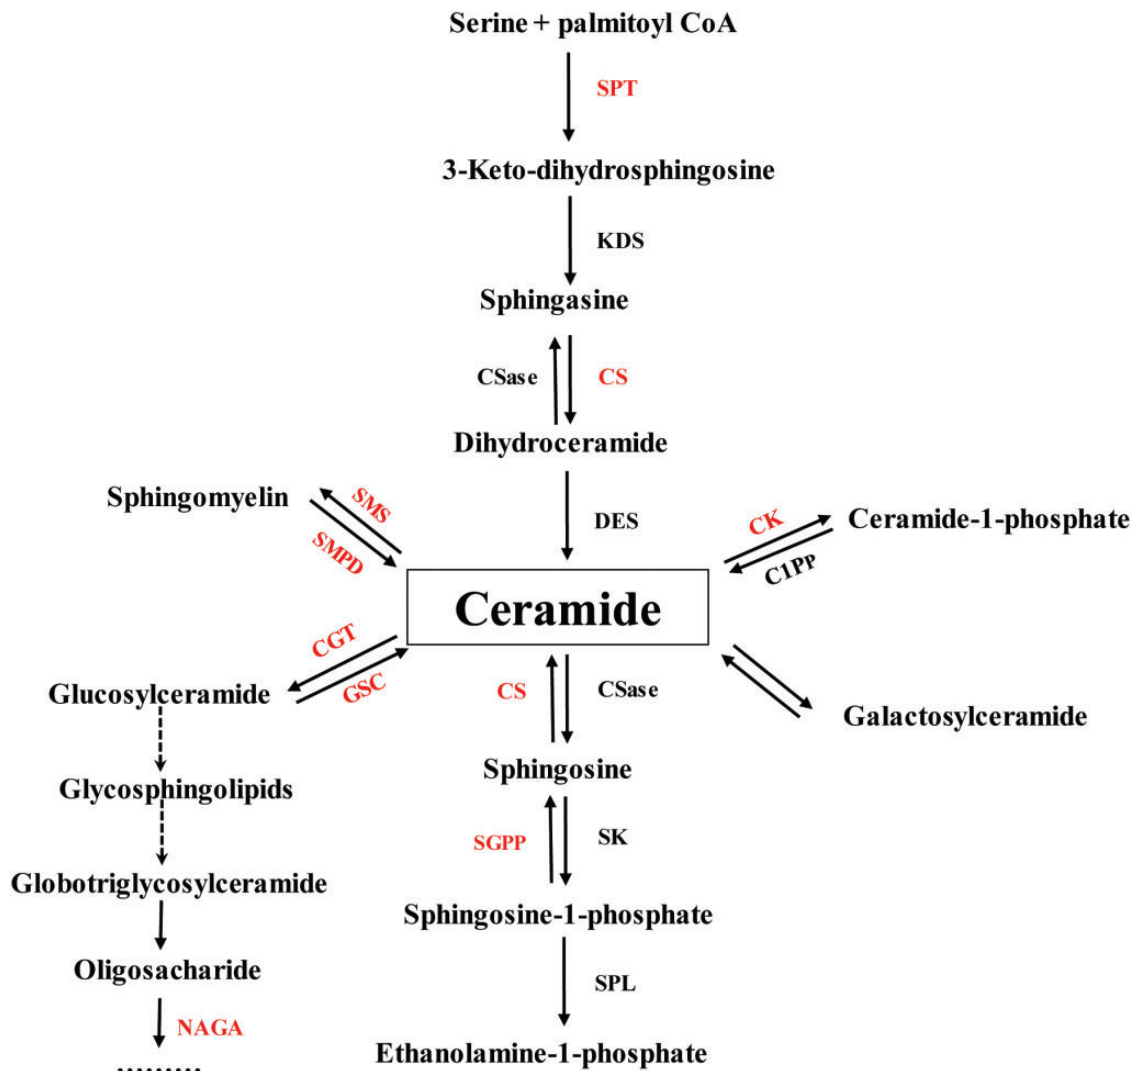 Serine + palmitoyl CoA
SPT
3-Keto-dihydrosphingosine
KDS
Sphingasine
CSase
CS
Dihydroceramide
Sphingomyelin
SMS
SMPD
DES
CK
C1Pp
Ceramide-1-phosphate
Ceramide
CGT
GSC
Glucosylceramide
CS
CSase
Galactosylceramide
Sphingosine
Glycosphingolipids
SGPP
SK
Globotriglycosylceramide
Sphingosine-1-phosphate
Oligosacharide
SPL
NAGA
Ethanolamine-1-phosphate
.........